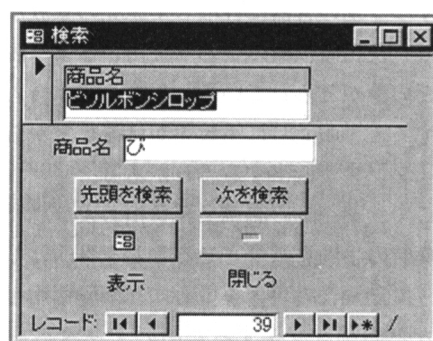 検索
商品名
ビソルボンシロップ
商品名 び
先頭を検索 次を検索
表示 閉じる
レコード: 39 /